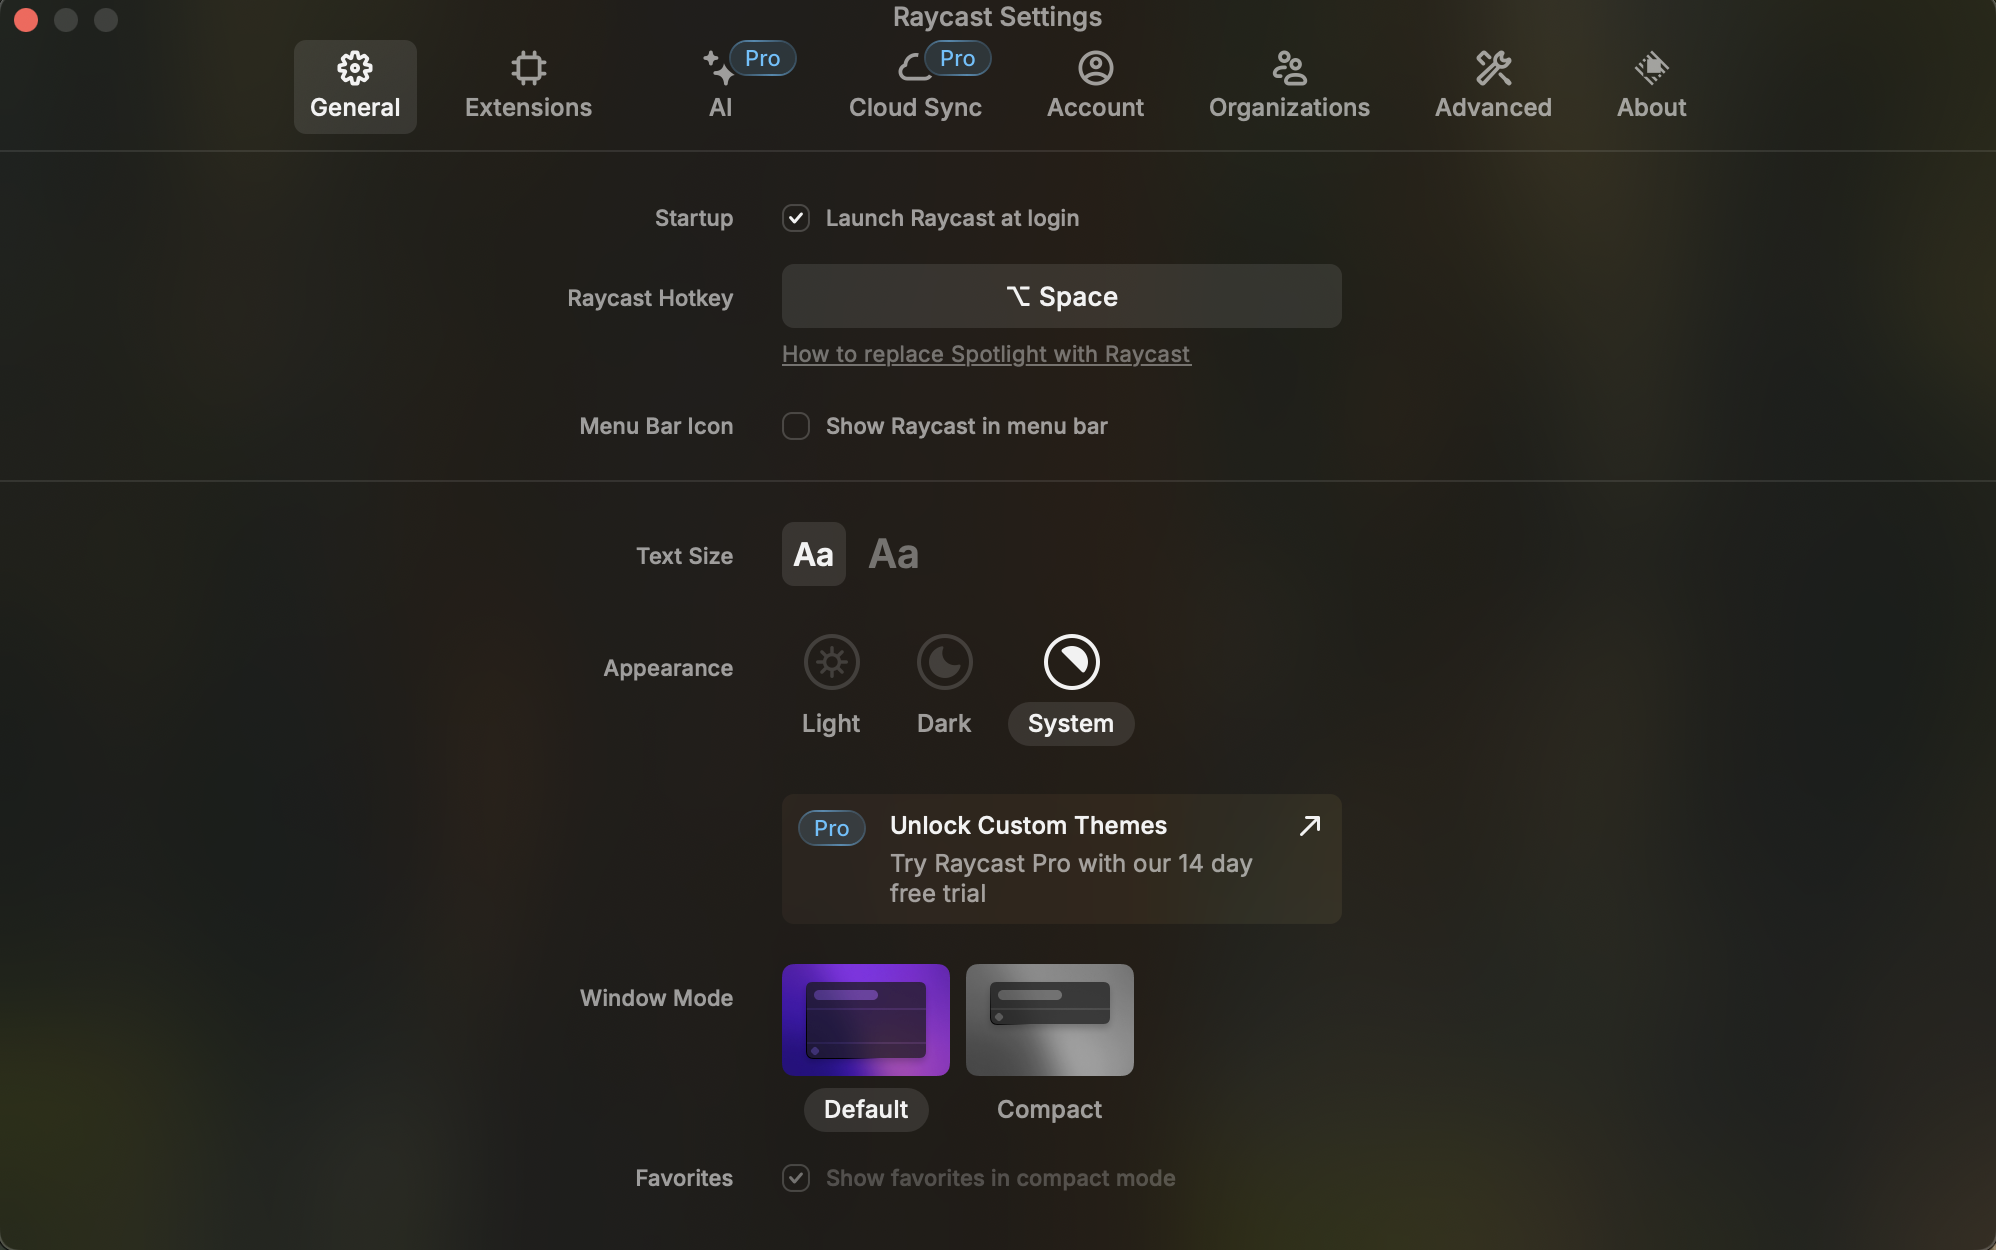 Raycast Settings
General
Extensions
Pro
AI
Pro
Cloud Sync
Account
Organizations
Advanced
About
Startup
Launch Raycast at login
Raycast Hotkey
⌥ Space
How to replace Spotlight with Raycast
Menu Bar Icon
Show Raycast in menu bar
Text Size
Aa Aa
Appearance
Light
Dark
System
Pro
Unlock Custom Themes
Try Raycast Pro with our 14 day
free trial
Window Mode
Default
Compact
Favorites
Show favorites in compact mode